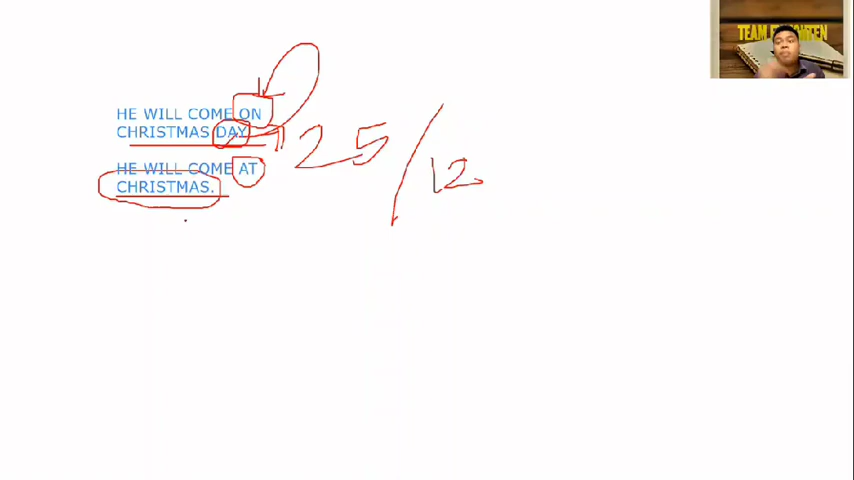 HE WILL COME ON
CHRISTMAS DAY
25/12
HE WILL COME AT
CHRISTMAS.